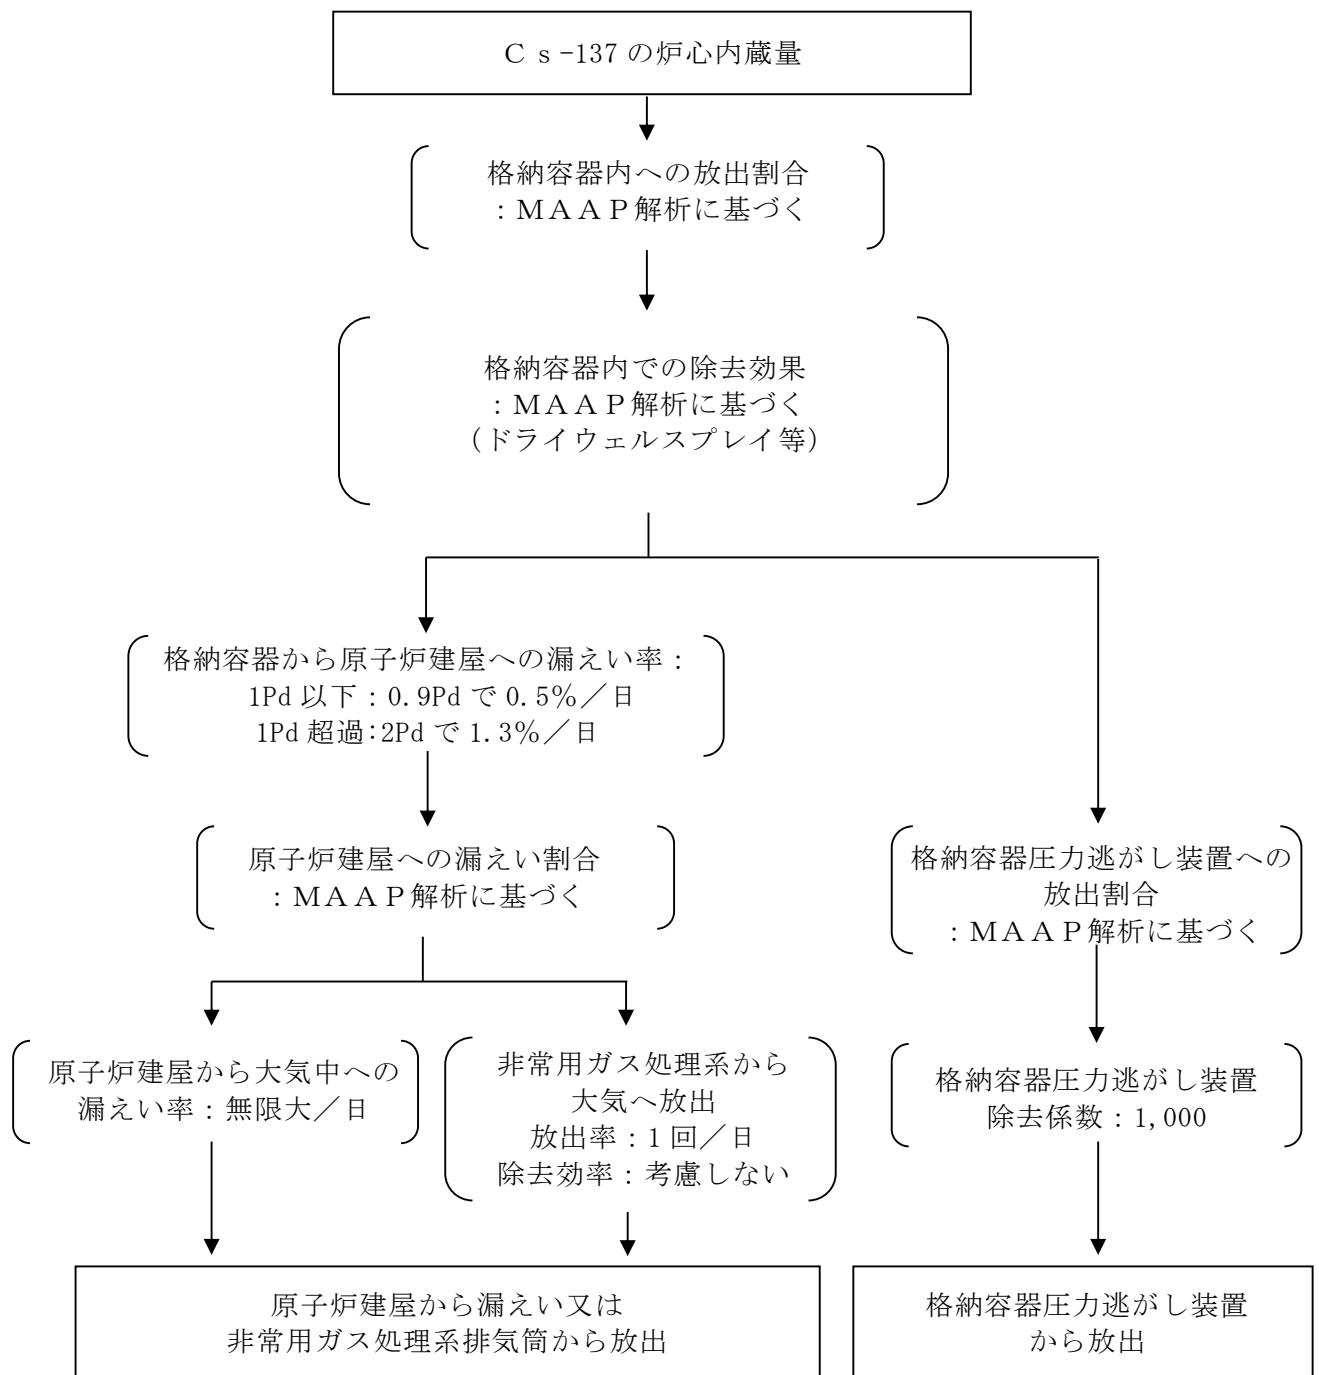 Ｃｓ-137 の炉心内蔵量
格納容器内への放出割合
：ＭＡＡＰ解析に基づく
格納容器内での除去効果
：ＭＡＡＰ解析に基づく
（ドライウェルスプレイ等）
格納容器から原子炉建屋への漏えい率：
1Pd 以下：0.9Pd で 0.5％／日
1Pd 超過：2Pd で 1.3％／日
原子炉建屋への漏えい割合
：ＭＡＡＰ解析に基づく
格納容器圧力逃がし装置への
放出割合
：ＭＡＡＰ解析に基づく
原子炉建屋から大気中への
漏えい率：無限大／日
非常用ガス処理系から
大気へ放出
放出率：1 回／日
除去効率：考慮しない
格納容器圧力逃がし装置
除去係数：1,000
原子炉建屋から漏えい又は
非常用ガス処理系排気筒から放出
格納容器圧力逃がし装置
から放出